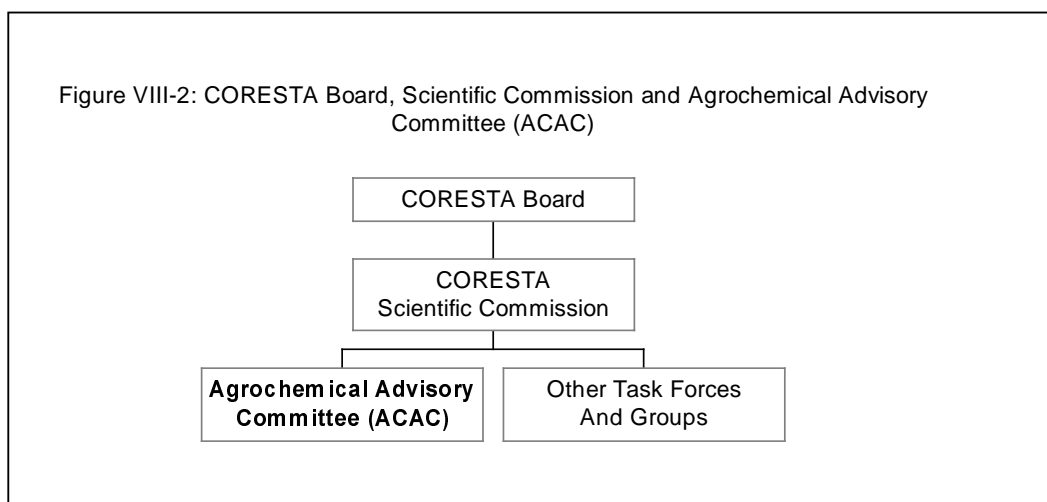 Figure VIII-2: CORESTA Board, Scientific Commission and Agrochemical Advisory
Committee (ACAC)
CORESTA Board
CORESTA
Scientific Commission
Agrochemical Advisory
Committee (ACAC)
Other Task Forces
And Groups